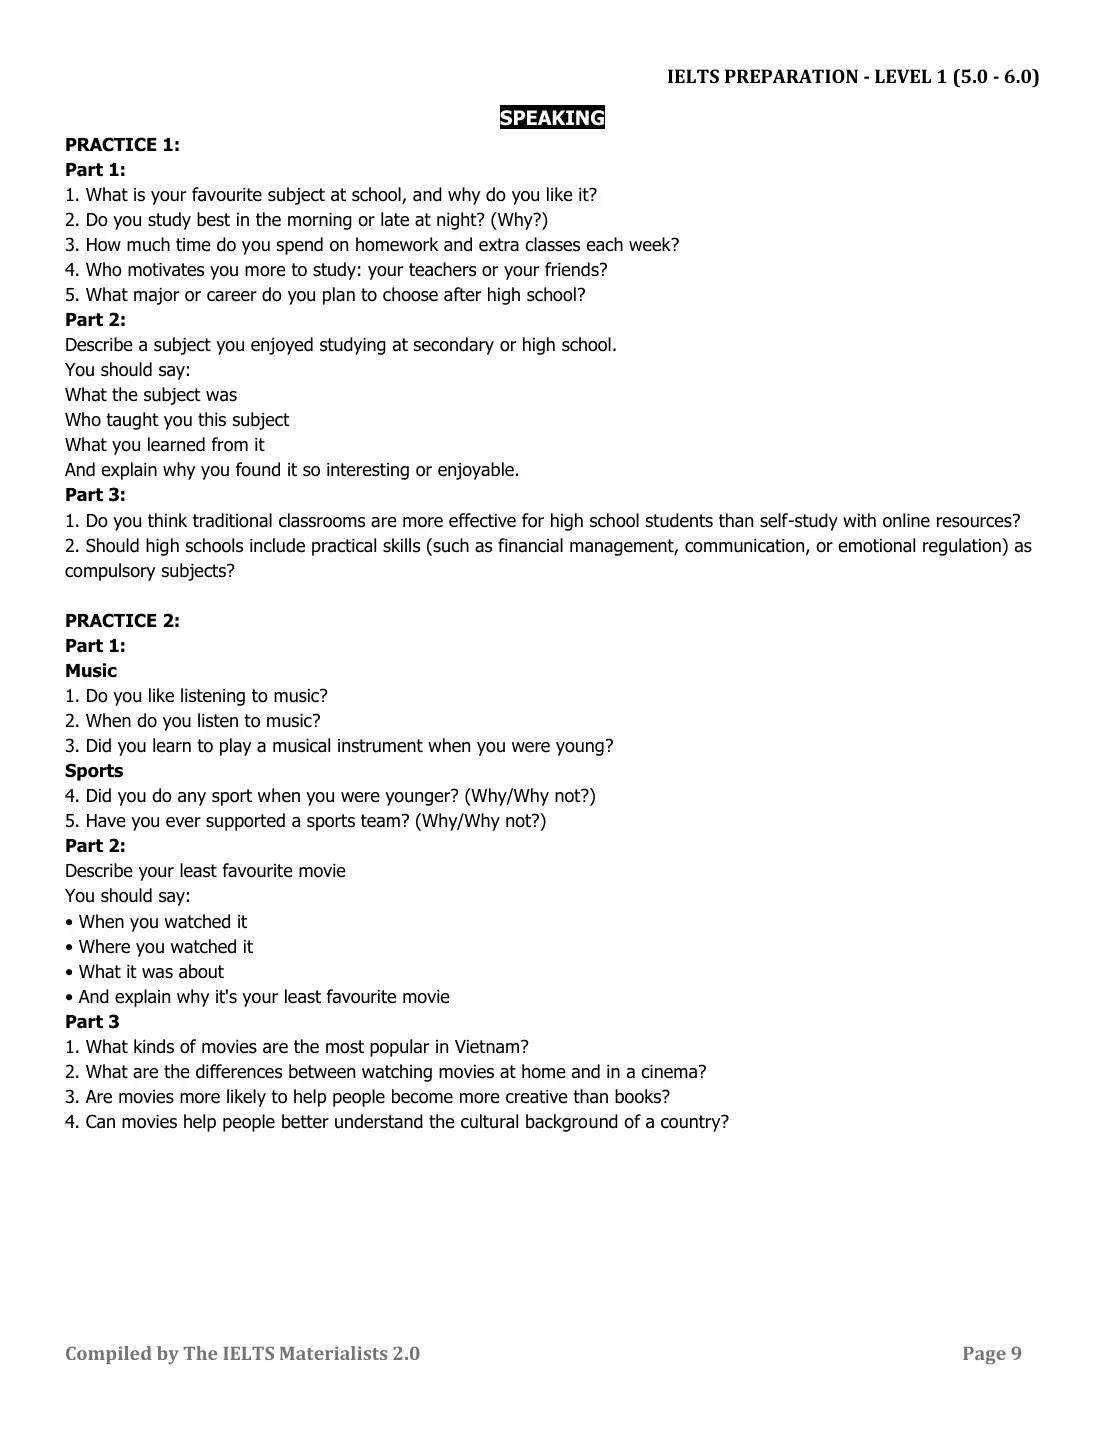 IELTS PREPARATION - LEVEL 1 (5.0 - 6.0)
SPEAKING
PRACTICE 1:
Part 1:
1. What is your favourite subject at school, and why do you like it?
2. Do you study best in the morning or late at night? (Why?)
3. How much time do you spend on homework and extra classes each week?
4. Who motivates you more to study: your teachers or your friends?
5. What major or career do you plan to choose after high school?
Part 2:
Describe a subject you enjoyed studying at secondary or high school.
You should say:
What the subject was
Who taught you this subject
What you learned from it
And explain why you found it so interesting or enjoyable.
Part 3:
1. Do you think traditional classrooms are more effective for high school students than self-study with online resources?
2. Should high schools include practical skills (such as financial management, communication, or emotional regulation) as
compulsory subjects?
PRACTICE 2:
Part 1:
Music
1. Do you like listening to music?
2. When do you listen to music?
3. Did you learn to play a musical instrument when you were young?
Sports
4. Did you do any sport when you were younger? (Why/Why not?)
5. Have you ever supported a sports team? (Why/Why not?)
Part 2:
Describe your least favourite movie
You should say:
• When you watched it
• Where you watched it
• What it was about
• And explain why it's your least favourite movie
Part 3
1. What kinds of movies are the most popular in Vietnam?
2. What are the differences between watching movies at home and in a cinema?
3. Are movies more likely to help people become more creative than books?
4. Can movies help people better understand the cultural background of a country?
Compiled by The IELTS Materialists 2.0 Page 9